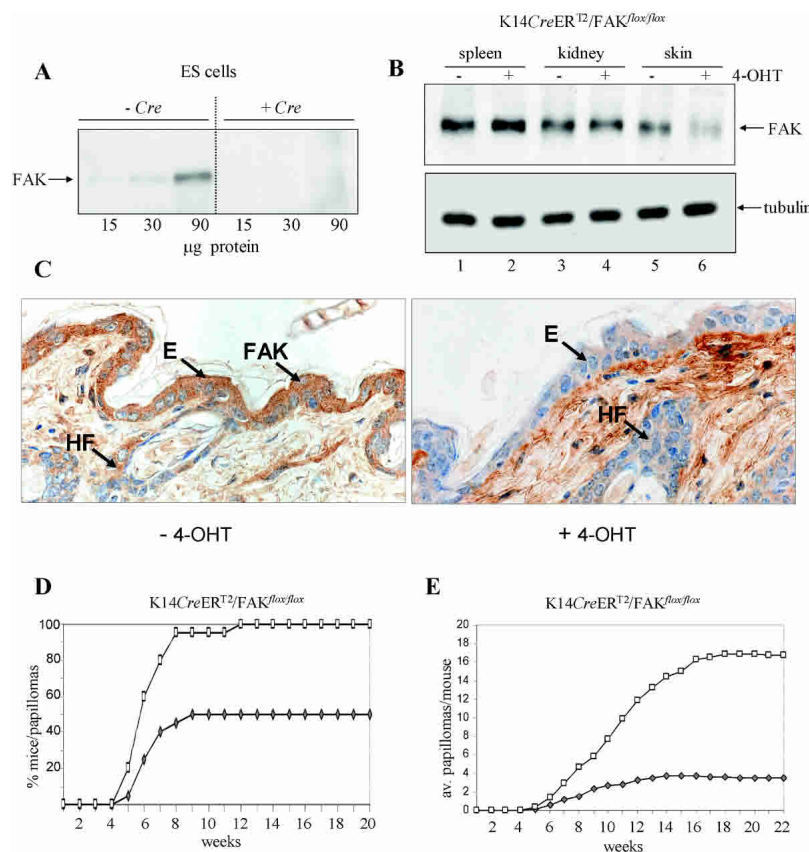 K14CreER^T2/FAK^flox/flox
A
ES cells
- Cre
+ Cre
FAK
15 30 90 15 30 90
µg protein
B
spleen kidney skin
- + - + - + 4-OHT
FAK
tubulin
1 2 3 4 5 6
C
E
FAK
HF
- 4-OHT
E
HF
+ 4-OHT
D
K14CreER^T2/FAK^flox/flox
% mice/papillomas
100
80
60
40
20
2 4 6 8 10 12 14 16 18 20
weeks
E
K14CreER^T2/FAK^flox/flox
av. papillomas/mouse
20
18
16
14
12
10
8
6
4
2
0
2 4 6 8 10 12 14 16 18 20 22
weeks